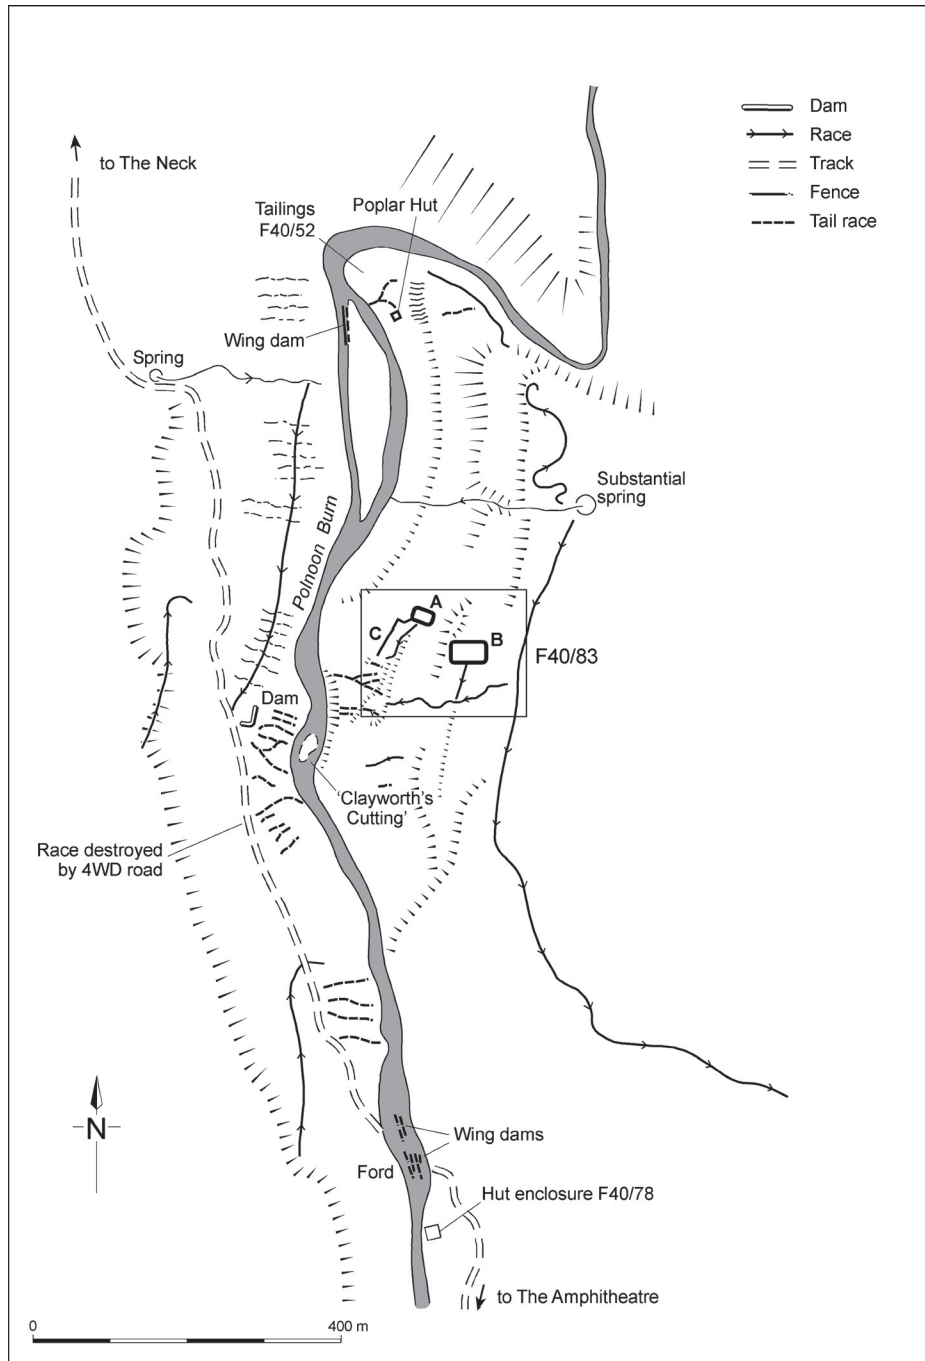 Dam
Race
Track
Fence
Tail race
to The Neck
Tailings
F40/52
Poplar Hut
Wing dam
Spring
Substantial
spring
Polnoon Burn
A
B
C
F40/83
Dam
'Clayworth's
Cutting'
Race destroyed
by 4WD road
N
Wing dams
Ford
Hut enclosure F40/78
to The Amphitheatre
0
400 m